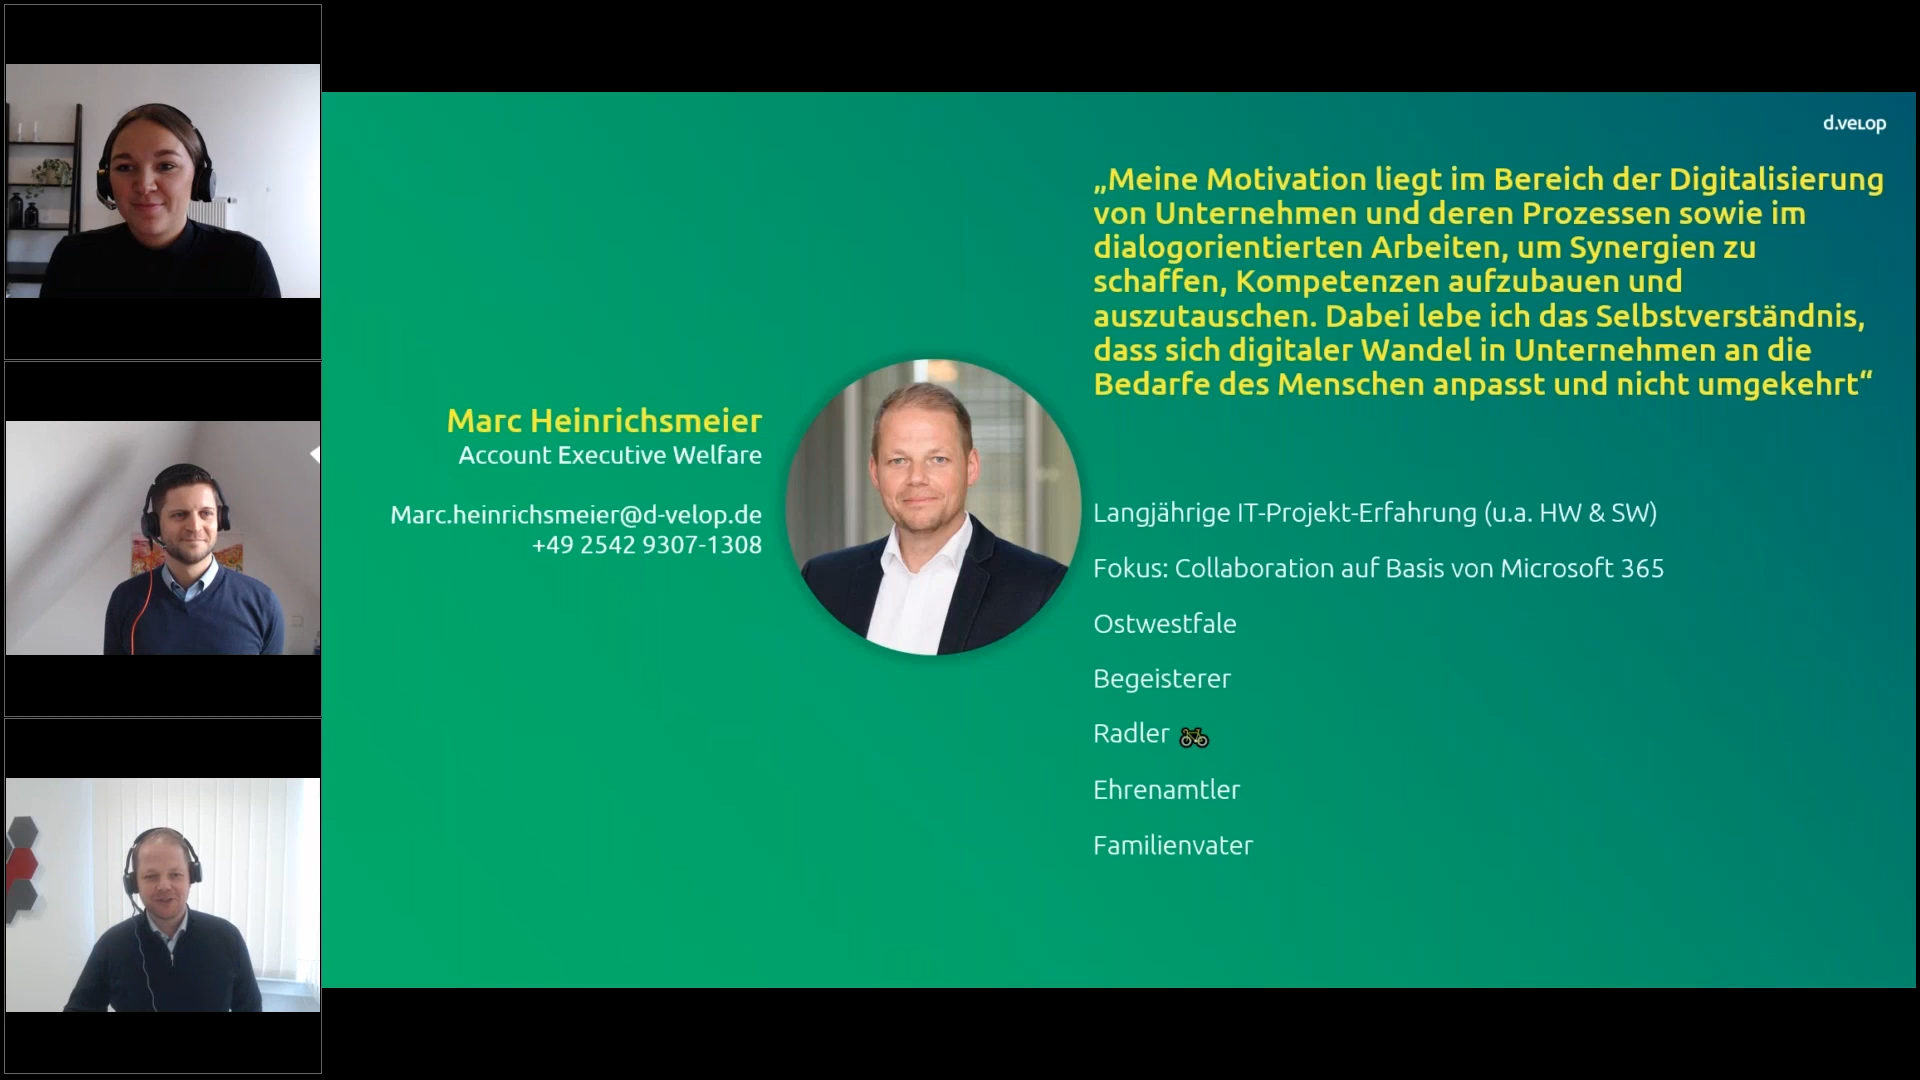 d.velop
„Meine Motivation liegt im Bereich der Digitalisierung
von Unternehmen und deren Prozessen sowie im
dialogorientierten Arbeiten, um Synergien zu
schaffen, Kompetenzen aufzubauen und
auszutauschen. Dabei lebe ich das Selbstverständnis,
dass sich digitaler Wandel in Unternehmen an die
Bedarfe des Menschen anpasst und nicht umgekehrt“
Marc Heinrichsmeier
Account Executive Welfare
Marc.heinrichsmeier@d-velop.de
+49 2542 9307-1308
Langjährige IT-Projekt-Erfahrung (u.a. HW & SW)
Fokus: Collaboration auf Basis von Microsoft 365
Ostwestfale
Begeisterer
Radler
Ehrenamtler
Familienvater